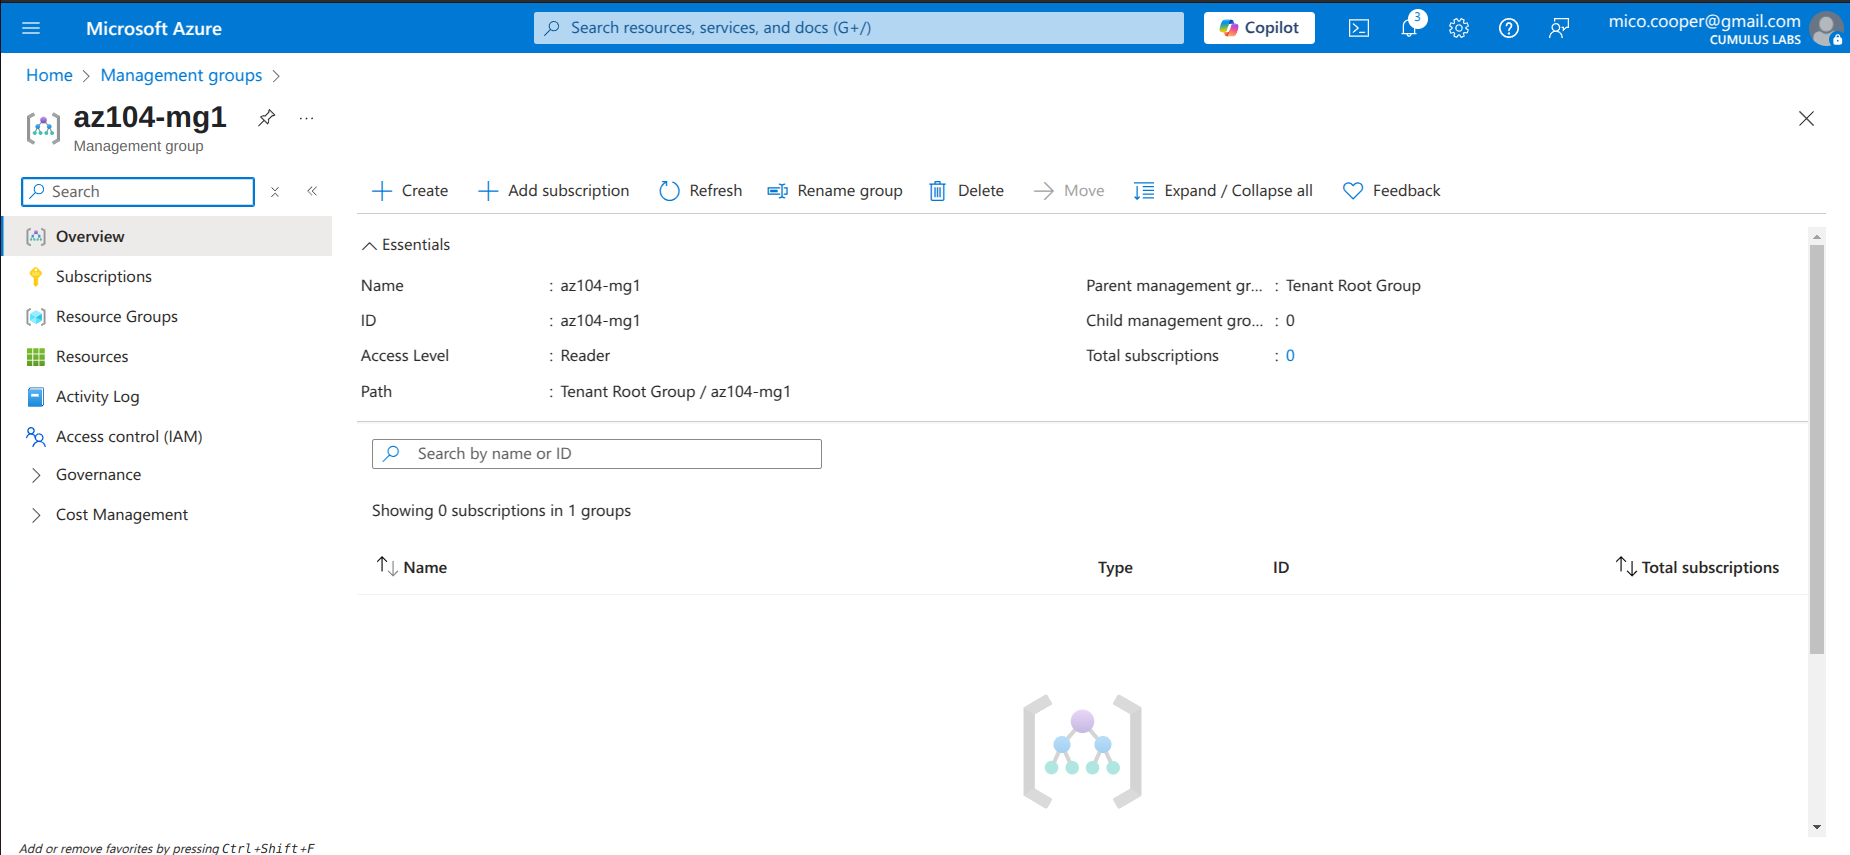 Microsoft Azure
Search resources, services, and docs (G+/)
Copilot
3
mico.cooper@gmail.com
CUMULUS LABS
Home
Management groups
az104-mg1
Management group
Search
Create
Add subscription
Refresh
Rename group
Delete
Move
Expand / Collapse all
Feedback
Overview
Subscriptions
Resource Groups
Resources
Activity Log
Access control (IAM)
Governance
Cost Management
Essentials
Name : az104-mg1
ID : az104-mg1
Access Level : Reader
Path : Tenant Root Group / az104-mg1
Parent management gr... : Tenant Root Group
Child management gro... : 0
Total subscriptions : 0
Search by name or ID
Showing 0 subscriptions in 1 groups
Name Type ID Total subscriptions
Add or remove favorites by pressing Ctrl+Shift+F